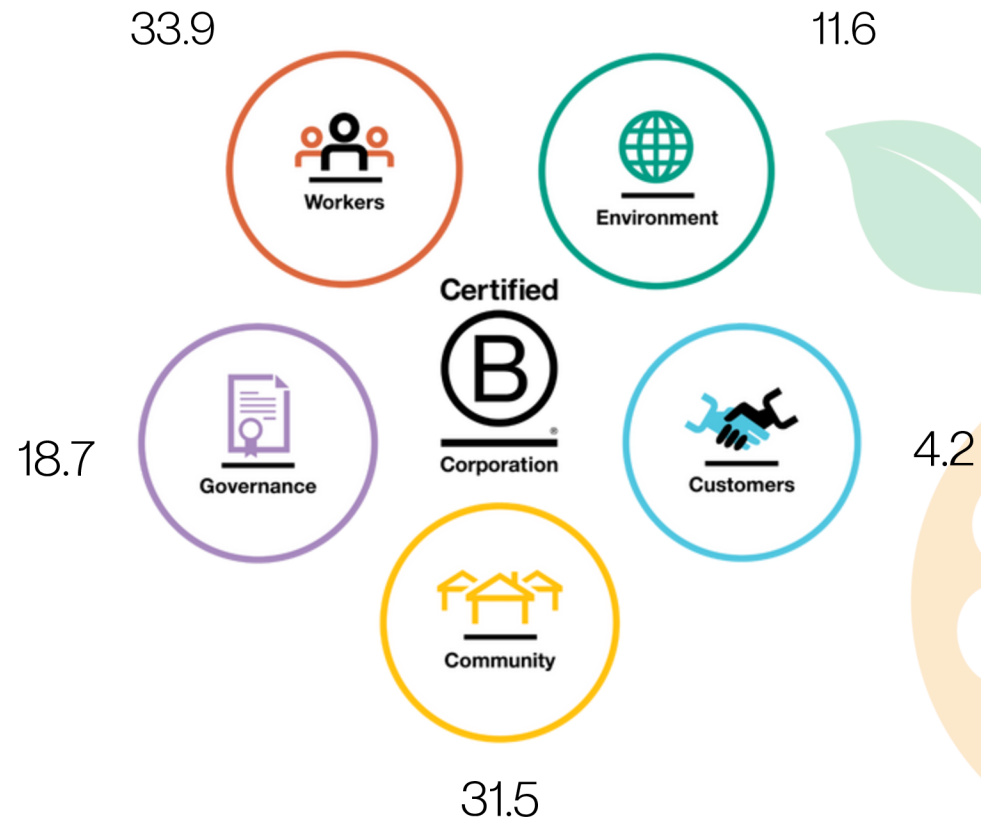 33.9
11.6
Workers
Environment
Certified
B
®
Corporation
18.7
Governance
Customers
4.2
Community
31.5